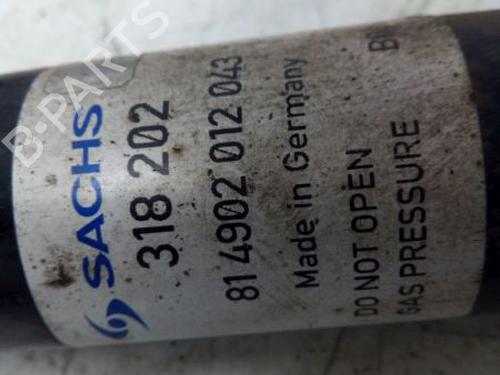 SACHS
318 202
81 4902 012 043
Made in Germany
DO NOT OPEN
GAS PRESSURE
B-PARTS